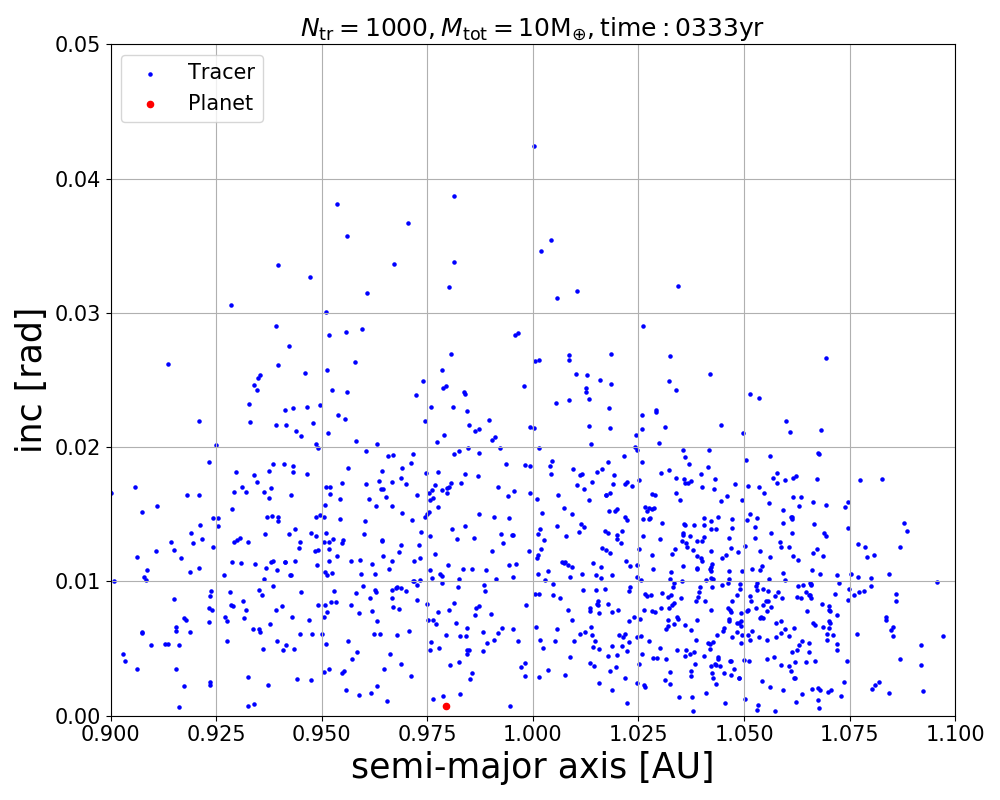 N_tr = 1000, M_tot = 10M_⊕, time : 0333yr
0.05
Tracer
Planet
0.04
0.03
inc [rad]
0.02
0.01
0.00
0.900 0.925 0.950 0.975 1.000 1.025 1.050 1.075 1.100
semi-major axis [AU]